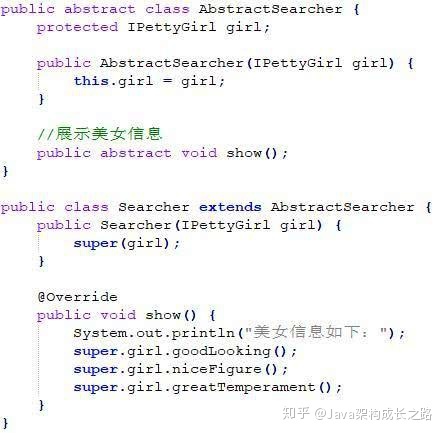 public abstract class AbstractSearcher {
protected IPettyGirl girl;
public AbstractSearcher(IPettyGirl girl) {
this.girl = girl;
}
//展示美女信息
public abstract void show();
}
public class Searcher extends AbstractSearcher {
public Searcher(IPettyGirl girl) {
super(girl);
}
@Override
public void show() {
System.out.println("美女信息如下：");
super.girl.goodLooking();
super.girl.niceFigure();
super.girl.greatTemperament();
}
}
知乎 @Java架构成长之路